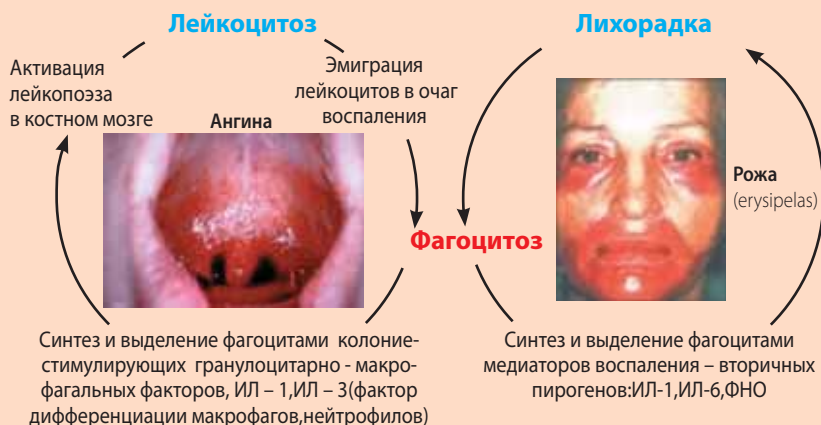 Лейкоцитоз
Активация
лейкопоэза
в костном мозге
Эмиграция
лейкоцитов в очаг
воспаления
Ангина
Синтез и выделение фагоцитами колоние-
стимулирующих гранулоцитарно - макро-
фагальных факторов, ИЛ – 1,ИЛ – 3(фактор
дифференциации макрофагов,нейтрофилов)
Фагоцитоз
Лихорадка
Рожа
(erysipelas)
Синтез и выделение фагоцитами
медиаторов воспаления – вторичных
пирогенов:ИЛ-1,ИЛ-6,ФНО